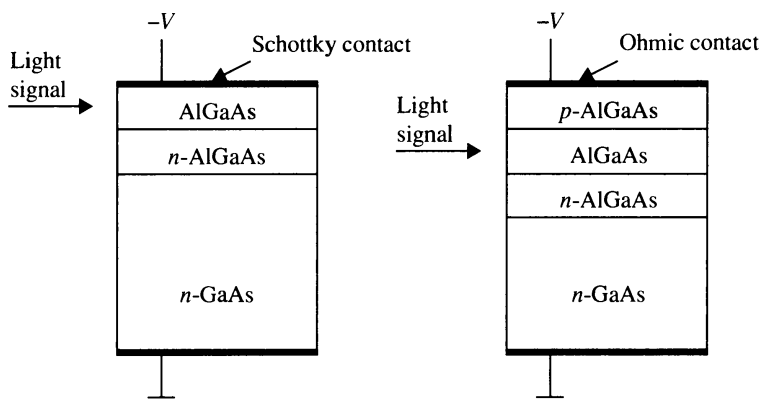 –V
Schottky contact
Light
signal
AlGaAs
n-AlGaAs
n-GaAs
–V
Ohmic contact
Light
signal
p-AlGaAs
AlGaAs
n-AlGaAs
n-GaAs